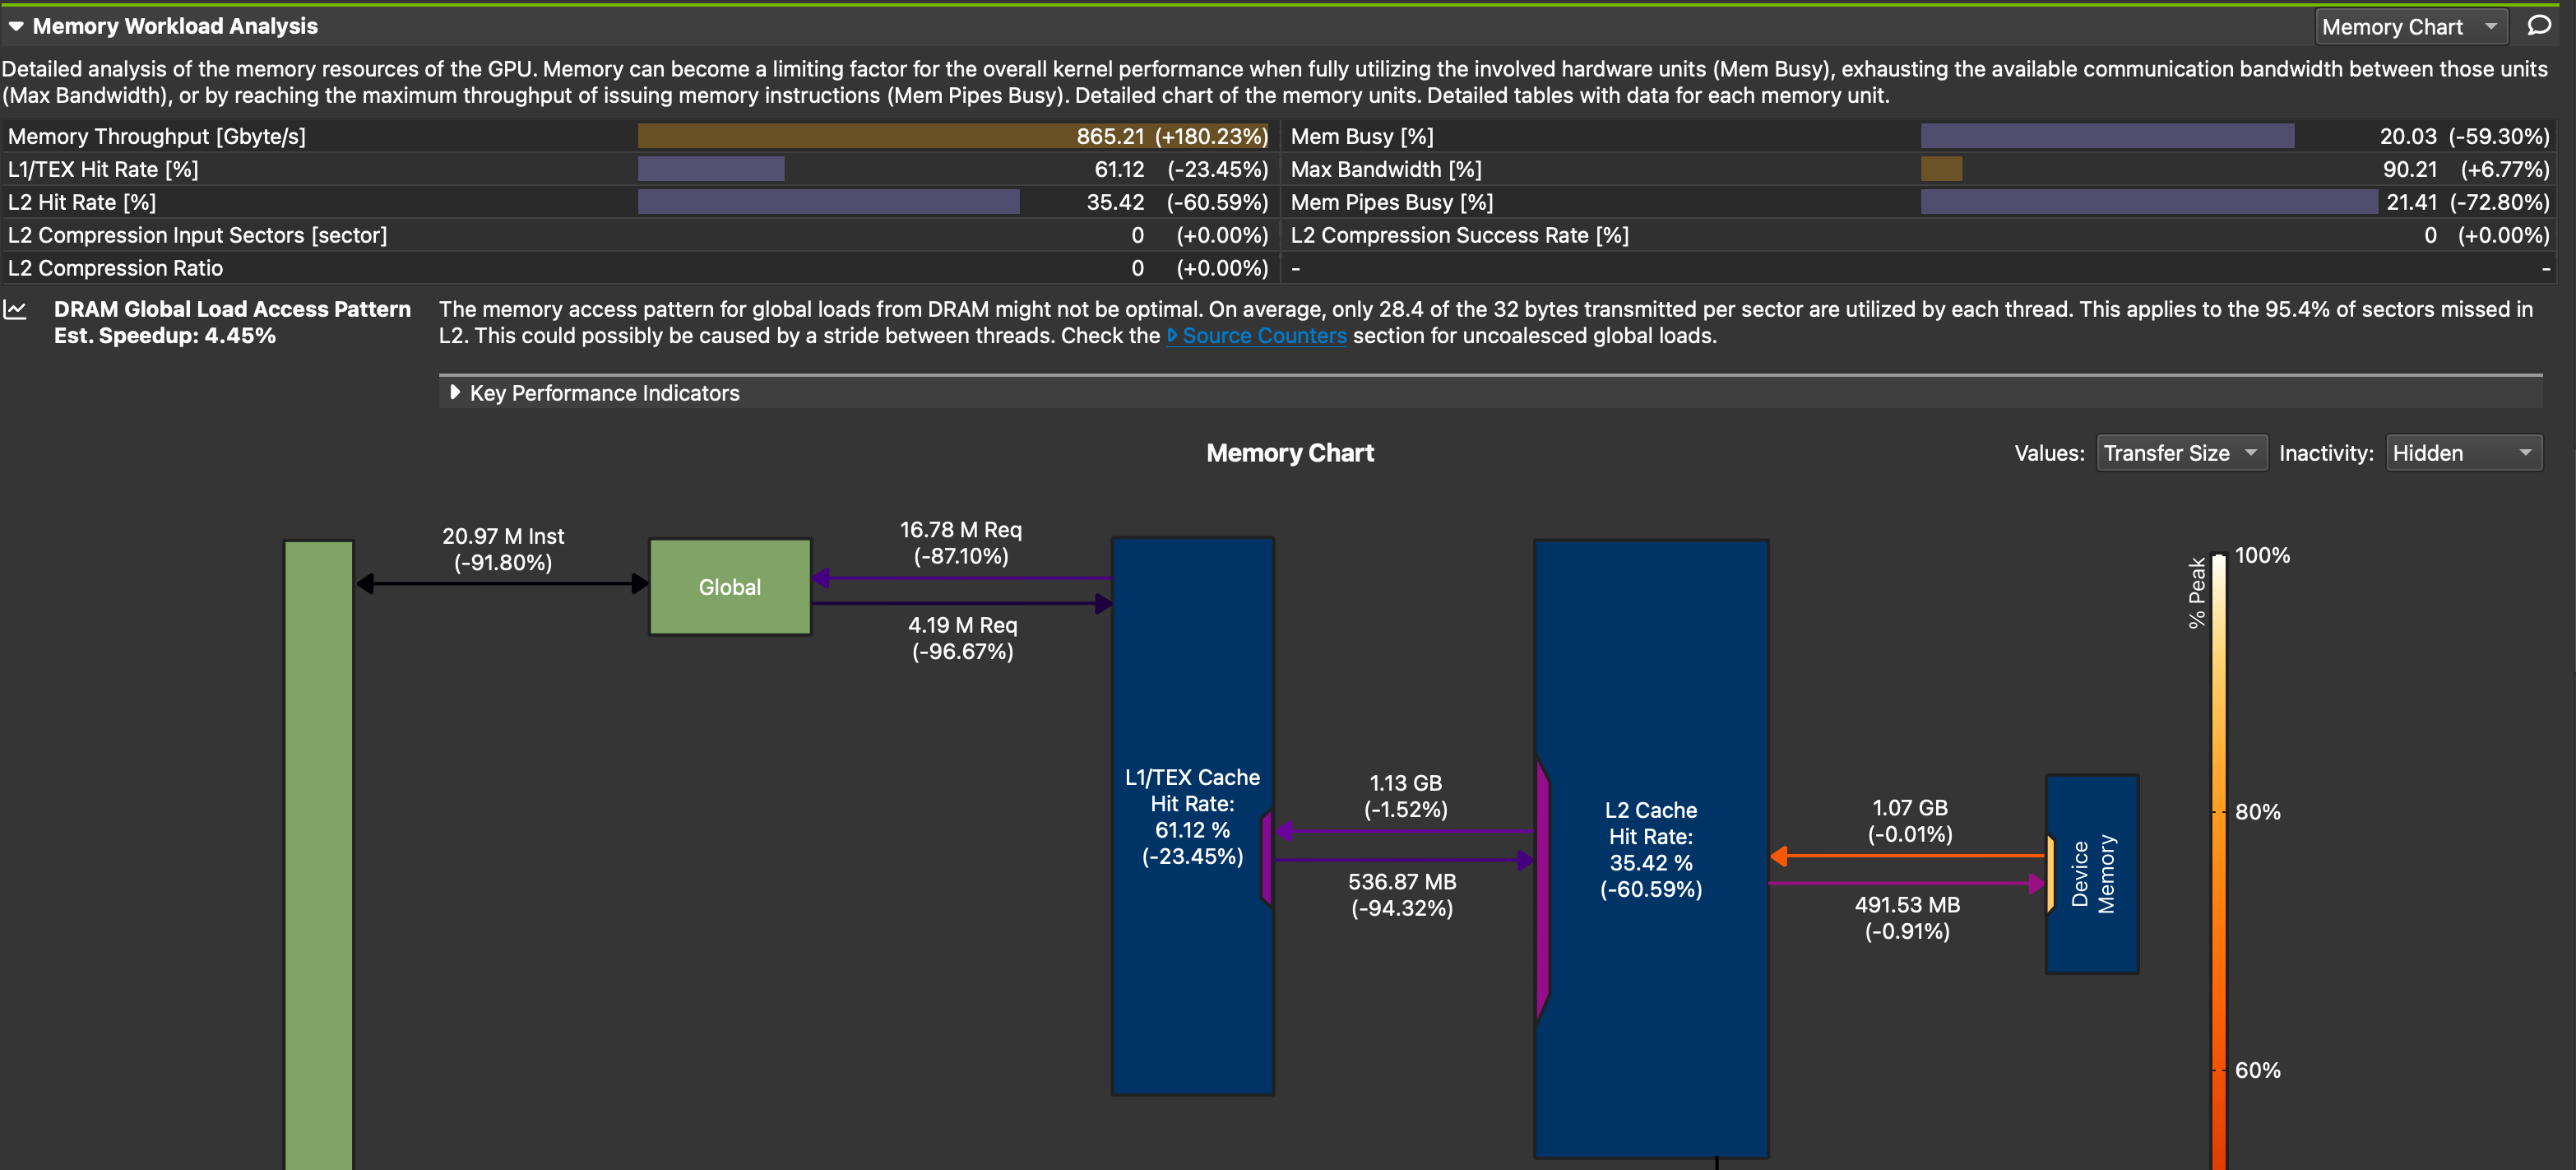 Memory Workload Analysis
Memory Chart
Detailed analysis of the memory resources of the GPU. Memory can become a limiting factor for the overall kernel performance when fully utilizing the involved hardware units (Mem Busy), exhausting the available communication bandwidth between those units
(Max Bandwidth), or by reaching the maximum throughput of issuing memory instructions (Mem Pipes Busy). Detailed chart of the memory units. Detailed tables with data for each memory unit.
Memory Throughput [Gbyte/s] 865.21 (+180.23%) Mem Busy [%] 20.03 (-59.30%)
L1/TEX Hit Rate [%] 61.12 (-23.45%) Max Bandwidth [%] 90.21 (+6.77%)
L2 Hit Rate [%] 35.42 (-60.59%) Mem Pipes Busy [%] 21.41 (-72.80%)
L2 Compression Input Sectors [sector] 0 (+0.00%) L2 Compression Success Rate [%] 0 (+0.00%)
L2 Compression Ratio 0 (+0.00%) - -
DRAM Global Load Access Pattern
Est. Speedup: 4.45%
The memory access pattern for global loads from DRAM might not be optimal. On average, only 28.4 of the 32 bytes transmitted per sector are utilized by each thread. This applies to the 95.4% of sectors missed in
L2. This could possibly be caused by a stride between threads. Check the Source Counters section for uncoalesced global loads.
Key Performance Indicators
Memory Chart
Values: Transfer Size Inactivity: Hidden
20.97 M Inst
(-91.80%)
Global
16.78 M Req
(-87.10%)
4.19 M Req
(-96.67%)
L1/TEX Cache
Hit Rate:
61.12 %
(-23.45%)
1.13 GB
(-1.52%)
536.87 MB
(-94.32%)
L2 Cache
Hit Rate:
35.42 %
(-60.59%)
1.07 GB
(-0.01%)
491.53 MB
(-0.91%)
Device
Memory
% Peak
100%
80%
60%